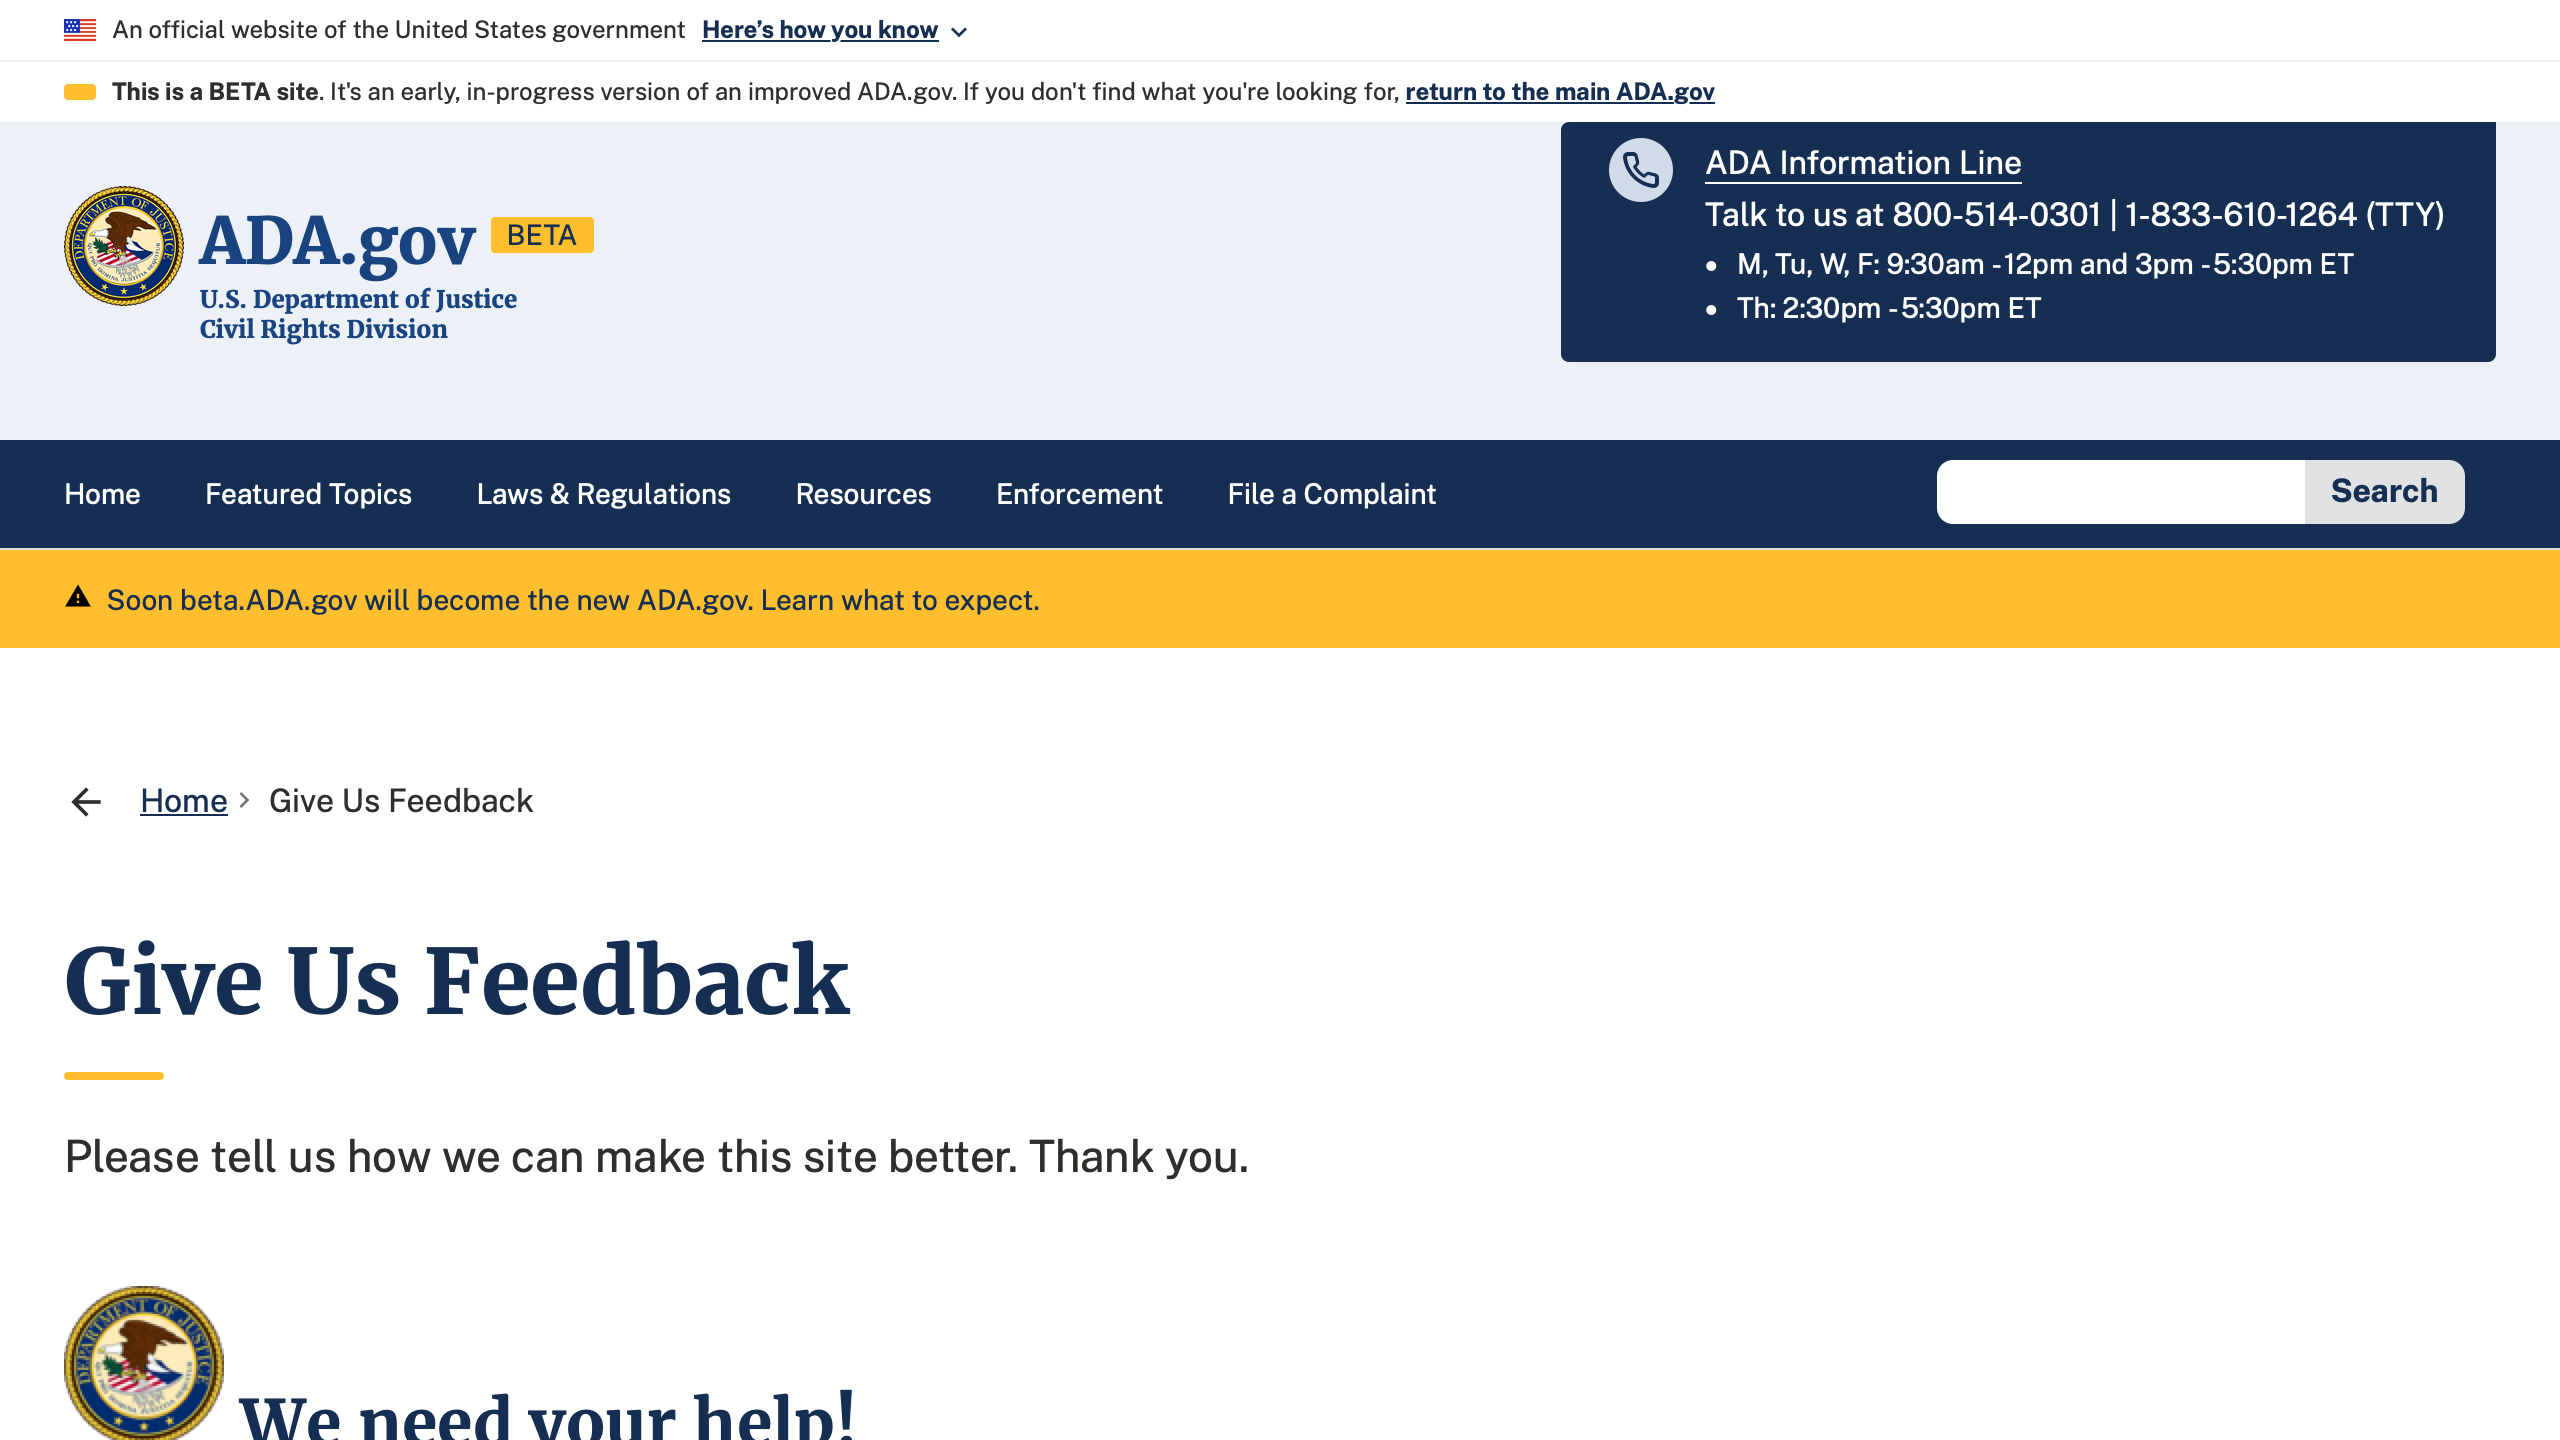 An official website of the United States government Here’s how you know
This is a BETA site. It's an early, in-progress version of an improved ADA.gov. If you don't find what you're looking for, return to the main ADA.gov
ADA.gov BETA
U.S. Department of Justice
Civil Rights Division
ADA Information Line
Talk to us at 800-514-0301 | 1-833-610-1264 (TTY)
M, Tu, W, F: 9:30am - 12pm and 3pm - 5:30pm ET
Th: 2:30pm - 5:30pm ET
Home Featured Topics Laws & Regulations Resources Enforcement File a Complaint Search
Soon beta.ADA.gov will become the new ADA.gov. Learn what to expect.
Home Give Us Feedback
Give Us Feedback
Please tell us how we can make this site better. Thank you.
DEPARTMENT OF JUSTICE
We need your help!